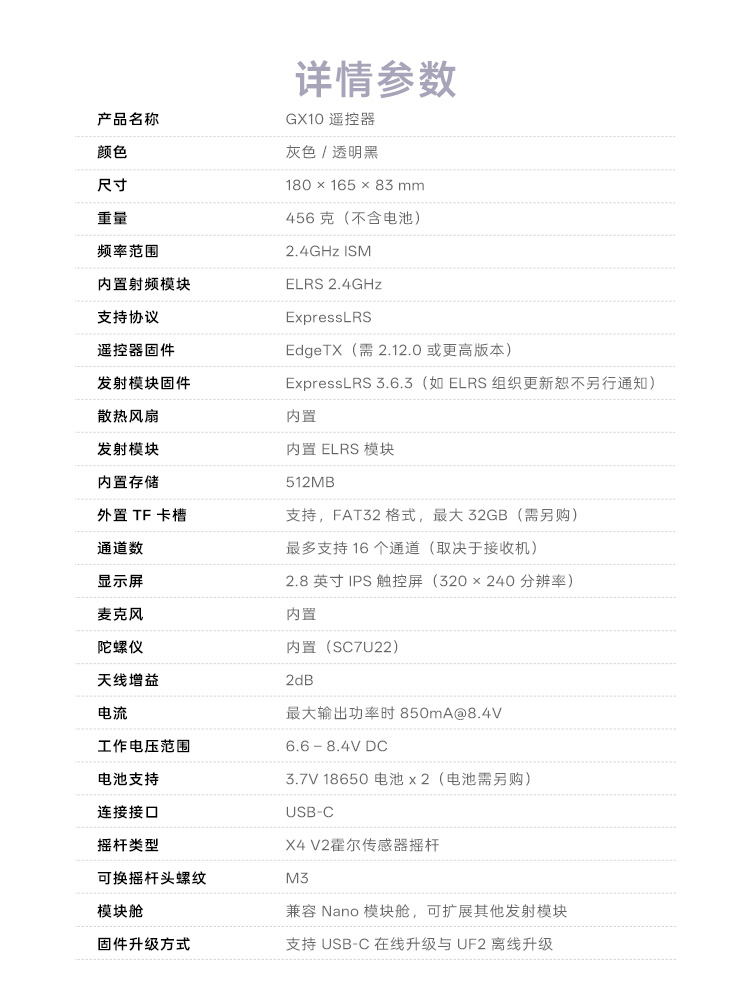 详情参数
产品名称 GX10 遥控器
颜色 灰色 / 透明黑
尺寸 180 × 165 × 83 mm
重量 456 克（不含电池）
频率范围 2.4GHz ISM
内置射频模块 ELRS 2.4GHz
支持协议 ExpressLRS
遥控器固件 EdgeTX（需 2.12.0 或更高版本）
发射模块固件 ExpressLRS 3.6.3（如 ELRS 组织更新恕不另行通知）
散热风扇 内置
发射模块 内置 ELRS 模块
内置存储 512MB
外置 TF 卡槽 支持，FAT32 格式，最大 32GB（需另购）
通道数 最多支持 16 个通道（取决于接收机）
显示屏 2.8 英寸 IPS 触控屏（320 × 240 分辨率）
麦克风 内置
陀螺仪 内置（SC7U22）
天线增益 2dB
电流 最大输出功率时 850mA@8.4V
工作电压范围 6.6 – 8.4V DC
电池支持 3.7V 18650 电池 x 2（电池需另购）
连接接口 USB-C
摇杆类型 X4 V2霍尔传感器摇杆
可换摇杆头螺纹 M3
模块舱 兼容 Nano 模块舱，可扩展其他发射模块
固件升级方式 支持 USB-C 在线升级与 UF2 离线升级